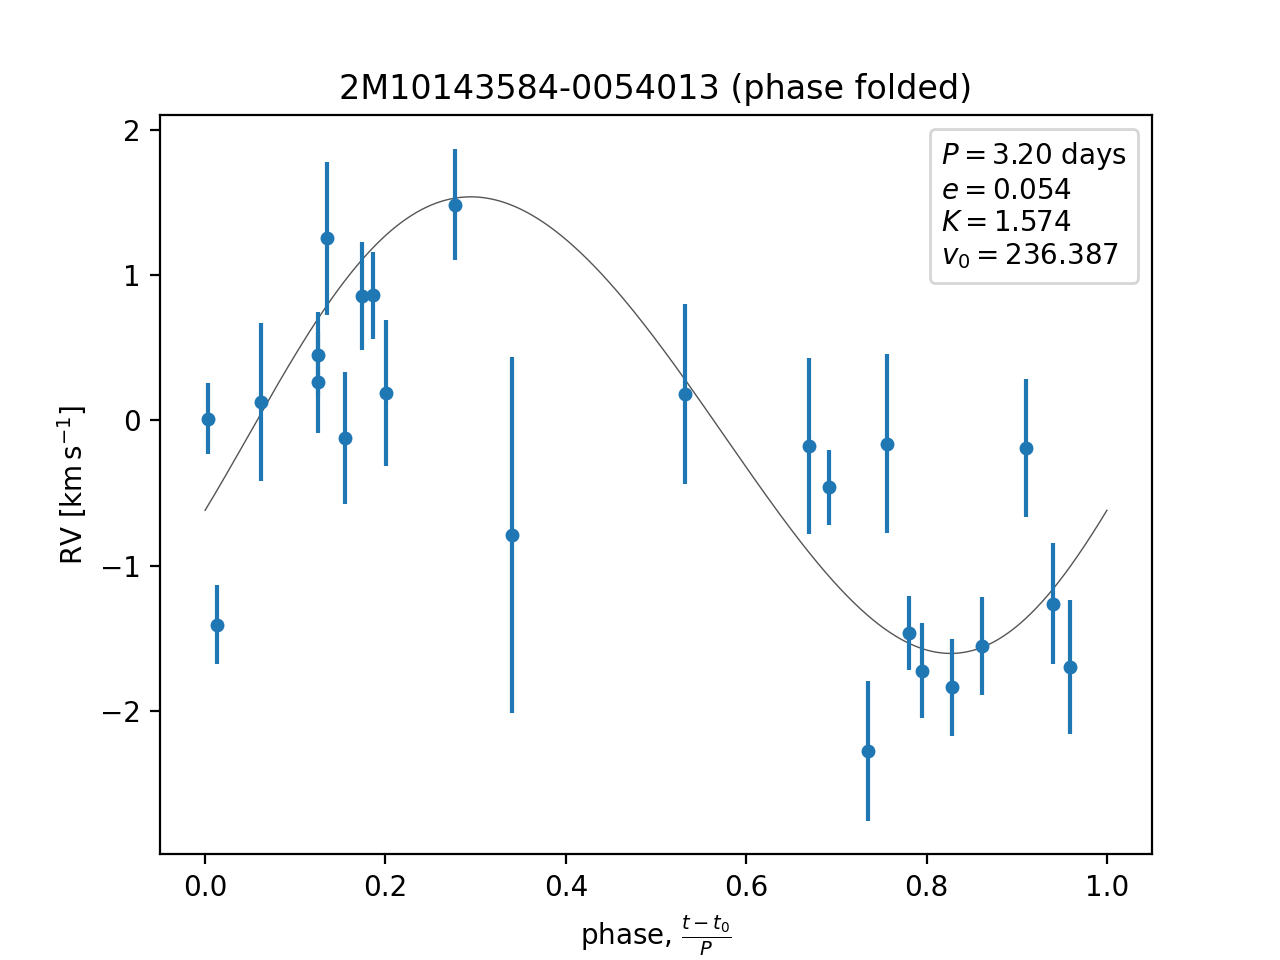 2M10143584-0054013 (phase folded)
P = 3.20 days
e = 0.054
K = 1.574
v₀ = 236.387
2
1
0
−1
−2
RV [km s⁻¹]
0.0 0.2 0.4 0.6 0.8 1.0
phase, (t − t₀)/P